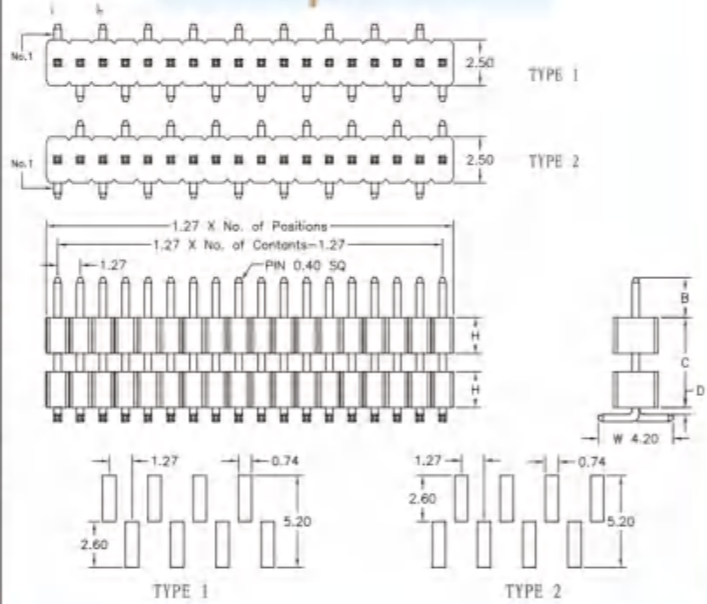 No.1
2.50
TYPE 1
No.1
2.50
TYPE 2
1.27 X No. of Positions
1.27 X No. of Contents-1.27
1.27
PIN 0.40 SQ
B
H
C
H
D
W 4.20
1.27
0.74
2.60
5.20
TYPE 1
1.27
0.74
2.60
5.20
TYPE 2